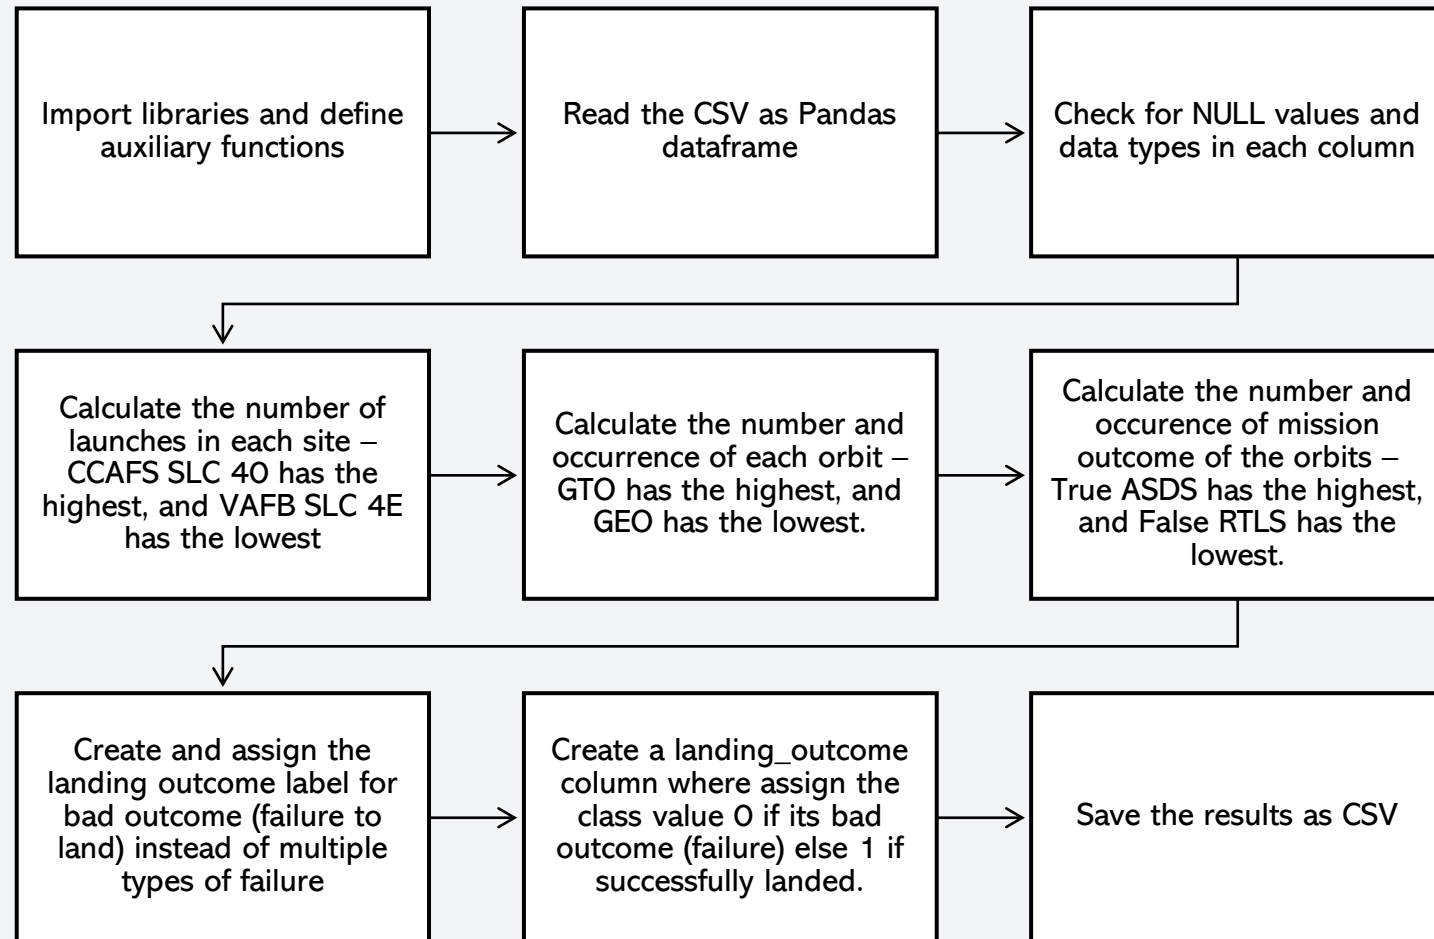 Import libraries and define
auxiliary functions
Read the CSV as Pandas
dataframe
Check for NULL values and
data types in each column
Calculate the number of
launches in each site –
CCAFS SLC 40 has the
highest, and VAFB SLC 4E
has the lowest
Calculate the number and
occurrence of each orbit –
GTO has the highest, and
GEO has the lowest.
Calculate the number and
occurence of mission
outcome of the orbits –
True ASDS has the highest,
and False RTLS has the
lowest.
Create and assign the
landing outcome label for
bad outcome (failure to
land) instead of multiple
types of failure
Create a landing_outcome
column where assign the
class value 0 if its bad
outcome (failure) else 1 if
successfully landed.
Save the results as CSV